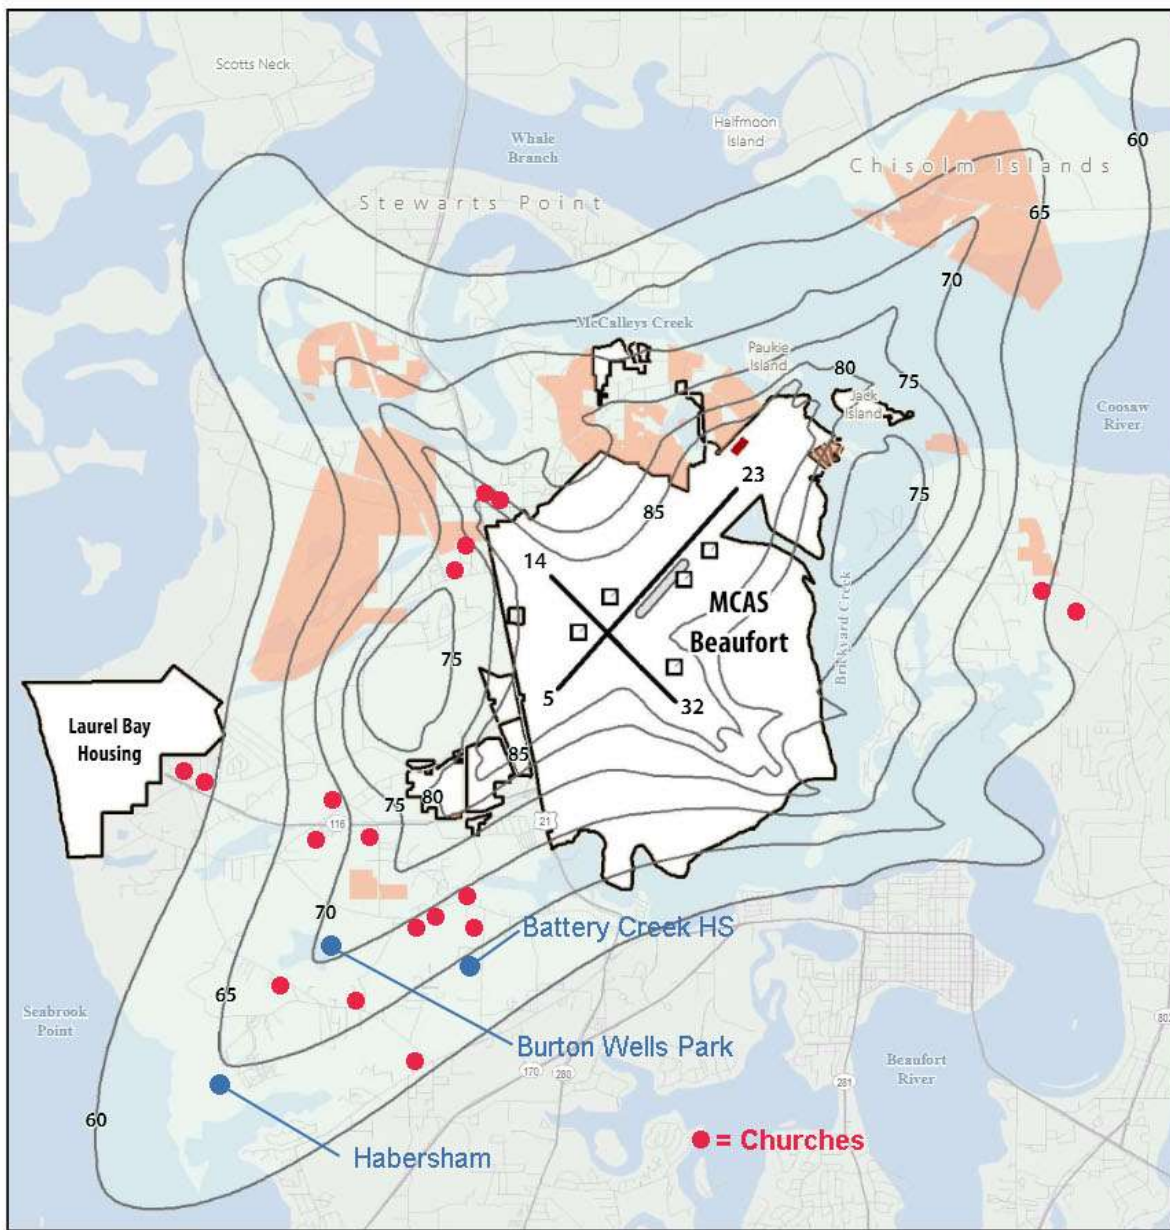 Scotts Neck
Halfmoon
Island
Whale
Branch
60
Chisolm Islands
Stewarts Point
65
70
McCalleys Creek
Paukie
Island
80
75
Jack
Island
Coosaw
River
23
75
85
14
MCAS
Beaufort
Brickyard Creek
75
5
32
Laurel Bay
Housing
85
75
80
116
21
70
Battery Creek HS
65
Seabrook
Point
802
Burton Wells Park
170
280
281
Beaufort
River
60
= Churches
Habersham